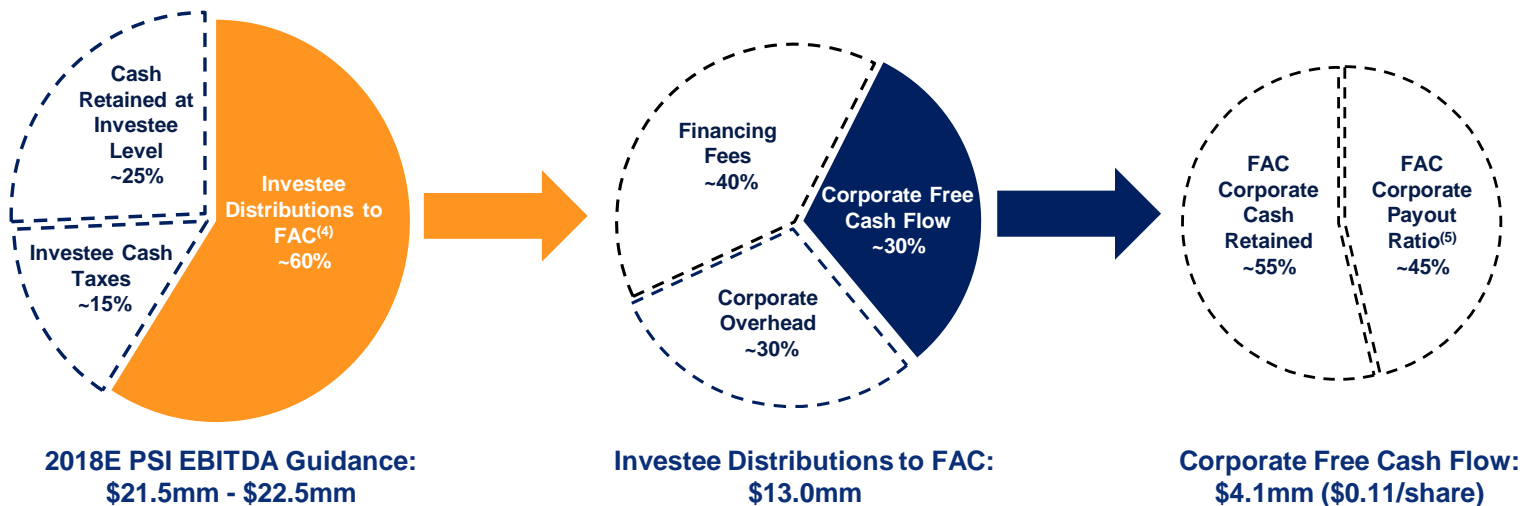 Cash
Retained at
Investee
Level
~25%
Investee Cash
Taxes
~15%
Investee
Distributions to
FAC(4)
~60%
2018E PSI EBITDA Guidance:
$21.5mm - $22.5mm
Financing
Fees
~40%
Corporate Free
Cash Flow
~30%
Corporate
Overhead
~30%
Investee Distributions to FAC:
$13.0mm
FAC
Corporate
Cash
Retained
~55%
FAC
Corporate
Payout
Ratio(5)
~45%
Corporate Free Cash Flow:
$4.1mm ($0.11/share)